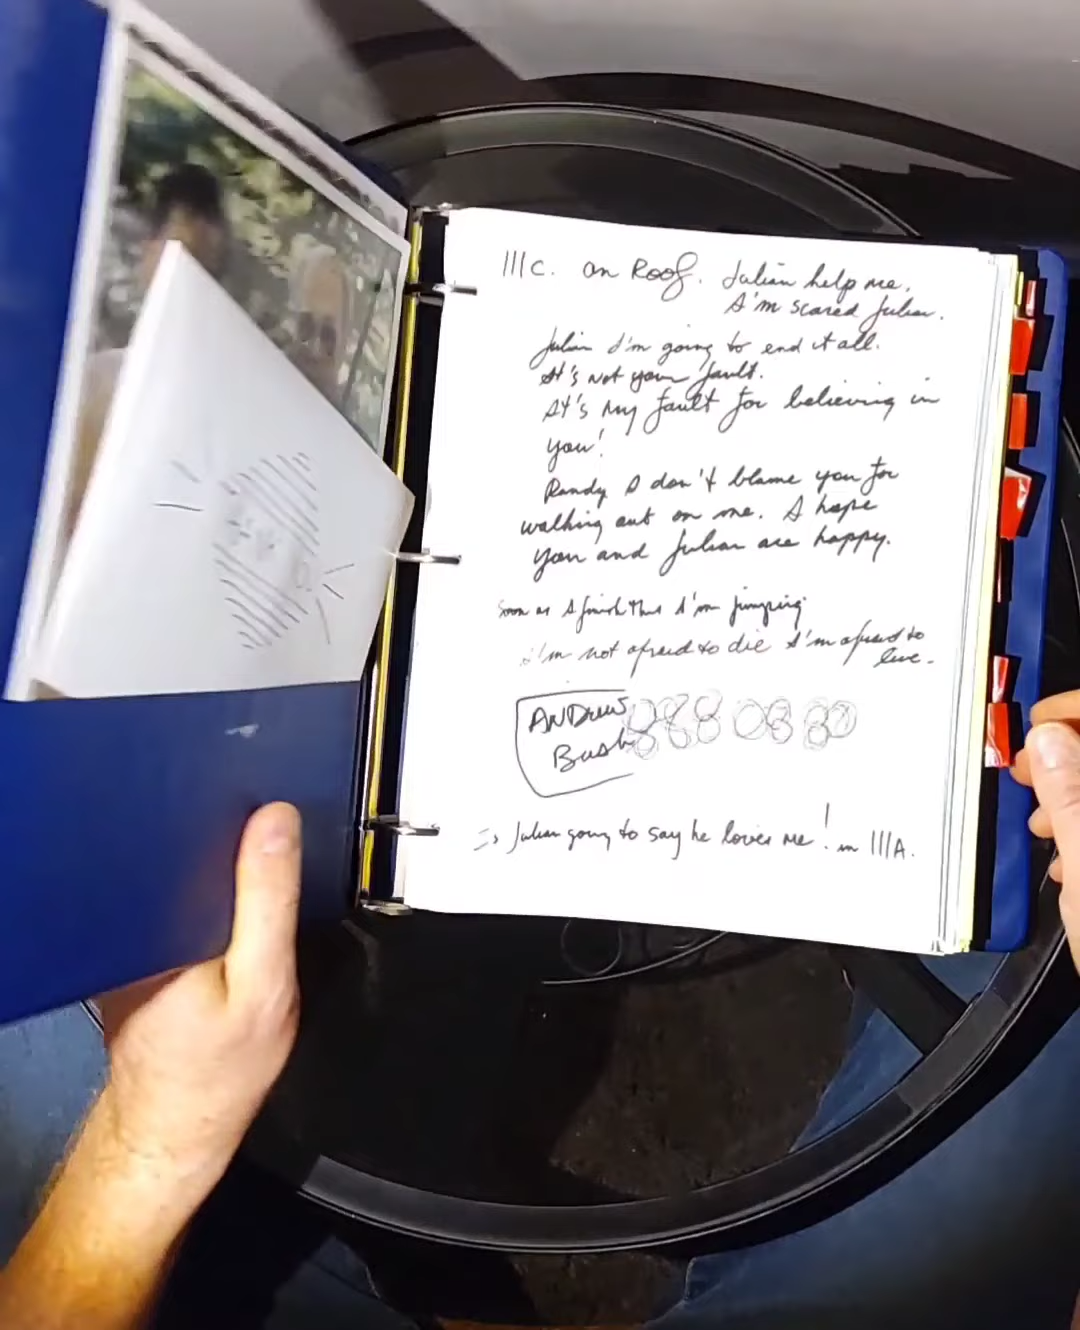 IIIC. on Roof. Julian help me.
I'm scared Julian.
Julian I'm going to end it all.
It's not your fault.
It's my fault for believing in
you!
Randy I don't blame you for
walking out on me. I hope
you and Julian are happy.
Soon as I finish this I'm jumping
I'm not afraid to die I'm afraid to
live.
ANDREW
Bush
=> Julian going to say he loves me! in IIIA.